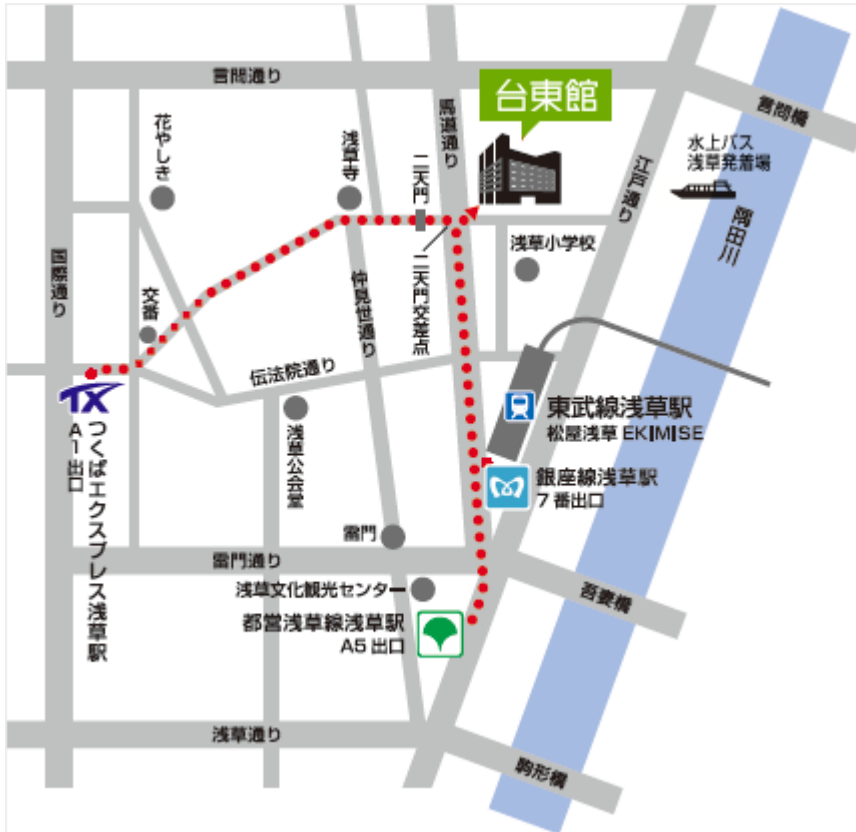 言問通り
台東館
言問橋
花やしき
浅草寺
二天門
馬道通り
江戸通り
水上バス
浅草発着場
隅田川
国際通り
交番
仲見世通り
二天門交差点
浅草小学校
伝法院通り
TX
つくばエクスプレス浅草駅
A1出口
浅草公会堂
東武線浅草駅
松屋浅草 EKIMISE
銀座線浅草駅
7番出口
雷門
雷門通り
浅草文化観光センター
都営浅草線浅草駅
A5出口
吾妻橋
浅草通り
駒形橋